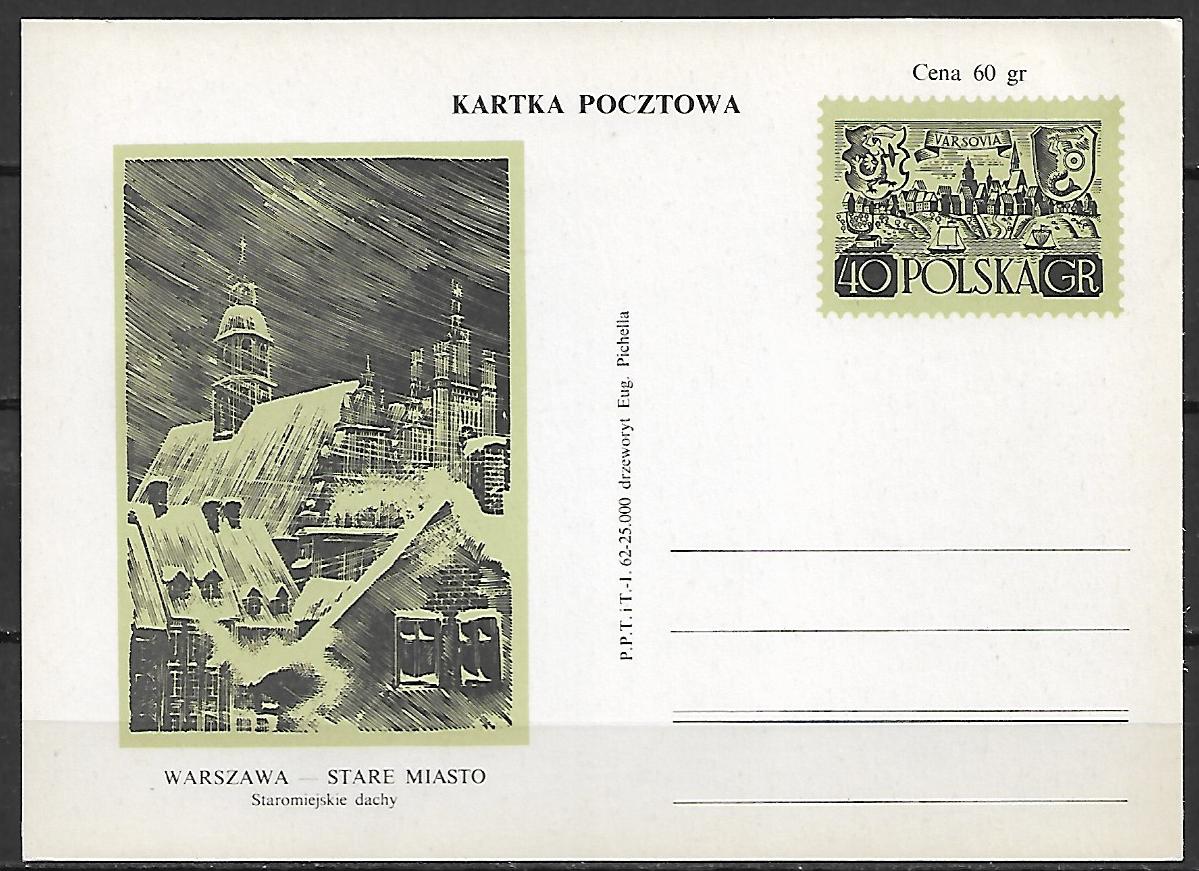 Cena 60 gr
KARTKA POCZTOWA
VARSOVIA
40 POLSKA GR
P.P.T. i T.-I. 62-25.000 drzeworyt Eug. Pichella
WARSZAWA — STARE MIASTO
Staromiejskie dachy